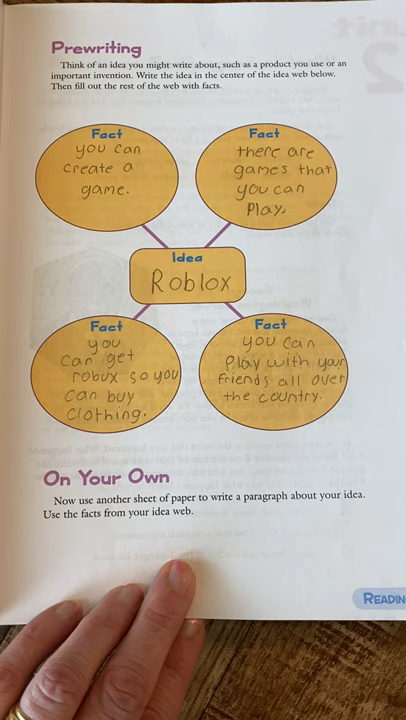 Prewriting
Think of an idea you might write about, such as a product you use or an
important invention. Write the idea in the center of the idea web below.
Then fill out the rest of the web with facts.
Fact
you can
create a
game.
Fact
there are
games that
you can
Play.
Idea
Roblox
Fact
you
can get
robux so you
can buy
clothing.
Fact
you can
Play with your
friends all over
the country.
On Your Own
Now use another sheet of paper to write a paragraph about your idea.
Use the facts from your idea web.
READIN